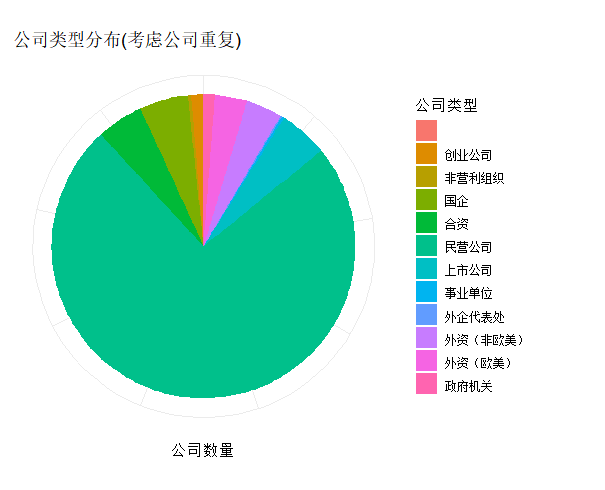 公司类型分布(考虑公司重复)
公司类型
创业公司
非营利组织
国企
合资
民营公司
上市公司
事业单位
外企代表处
外资（非欧美）
外资（欧美）
政府机关
公司数量